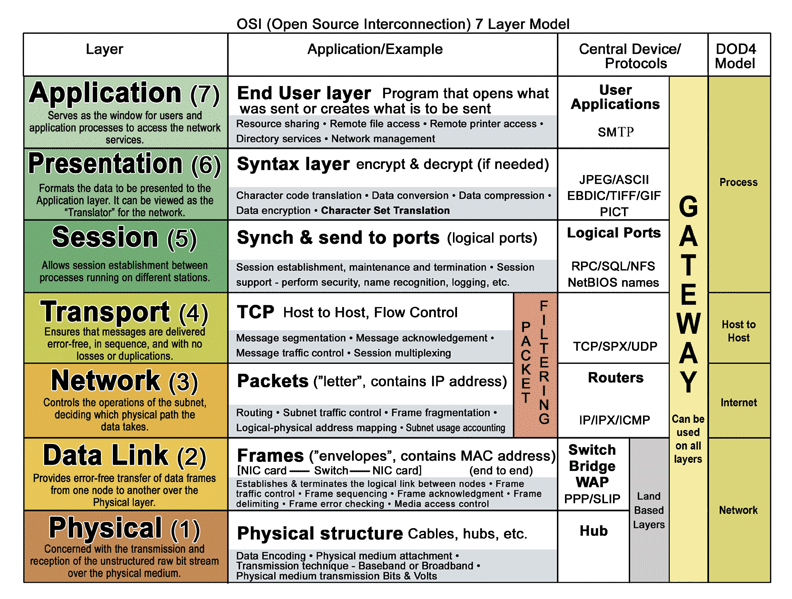 OSI (Open Source Interconnection) 7 Layer Model
Layer
Application/Example
Central Device/
Protocols
DOD4
Model
Application (7)
Serves as the window for users and
application processes to access the network
services.
End User layer Program that opens what
was sent or creates what is to be sent
Resource sharing • Remote file access • Remote printer access •
Directory services • Network management
User
Applications
SMTP
Presentation (6)
Formats the data to be presented to the
Application layer. It can be viewed as the
"Translator" for the network.
Syntax layer encrypt & decrypt (if needed)
Character code translation • Data conversion • Data compression •
Data encryption • Character Set Translation
JPEG/ASCII
EBDIC/TIFF/GIF
PICT
Process
Session (5)
Allows session establishment between
processes running on different stations.
Synch & send to ports (logical ports)
Session establishment, maintenance and termination • Session
support - perform security, name recognition, logging, etc.
Logical Ports
RPC/SQL/NFS
NetBIOS names
Transport (4)
Ensures that messages are delivered
error-free, in sequence, and with no
losses or duplications.
TCP Host to Host, Flow Control
Message segmentation • Message acknowledgement •
Message traffic control • Session multiplexing
PACKET
FILTERING
TCP/SPX/UDP
GATEWAY
Can be
used
on all
layers
Host to
Host
Network (3)
Controls the operations of the subnet,
deciding which physical path the
data takes.
Packets ("letter", contains IP address)
Routing • Subnet traffic control • Frame fragmentation •
Logical-physical address mapping • Subnet usage accounting
Routers
IP/IPX/ICMP
Internet
Data Link (2)
Provides error-free transfer of data frames
from one node to another over the
Physical layer.
Frames ("envelopes", contains MAC address)
[NIC card —— Switch —— NIC card] (end to end)
Establishes & terminates the logical link between nodes • Frame
traffic control • Frame sequencing • Frame acknowledgment • Frame
delimiting • Frame error checking • Media access control
Switch
Bridge
WAP
PPP/SLIP
Land
Based
Layers
Network
Physical (1)
Concerned with the transmission and
reception of the unstructured raw bit stream
over the physical medium.
Physical structure Cables, hubs, etc.
Data Encoding • Physical medium attachment •
Transmission technique - Baseband or Broadband •
Physical medium transmission Bits & Volts
Hub